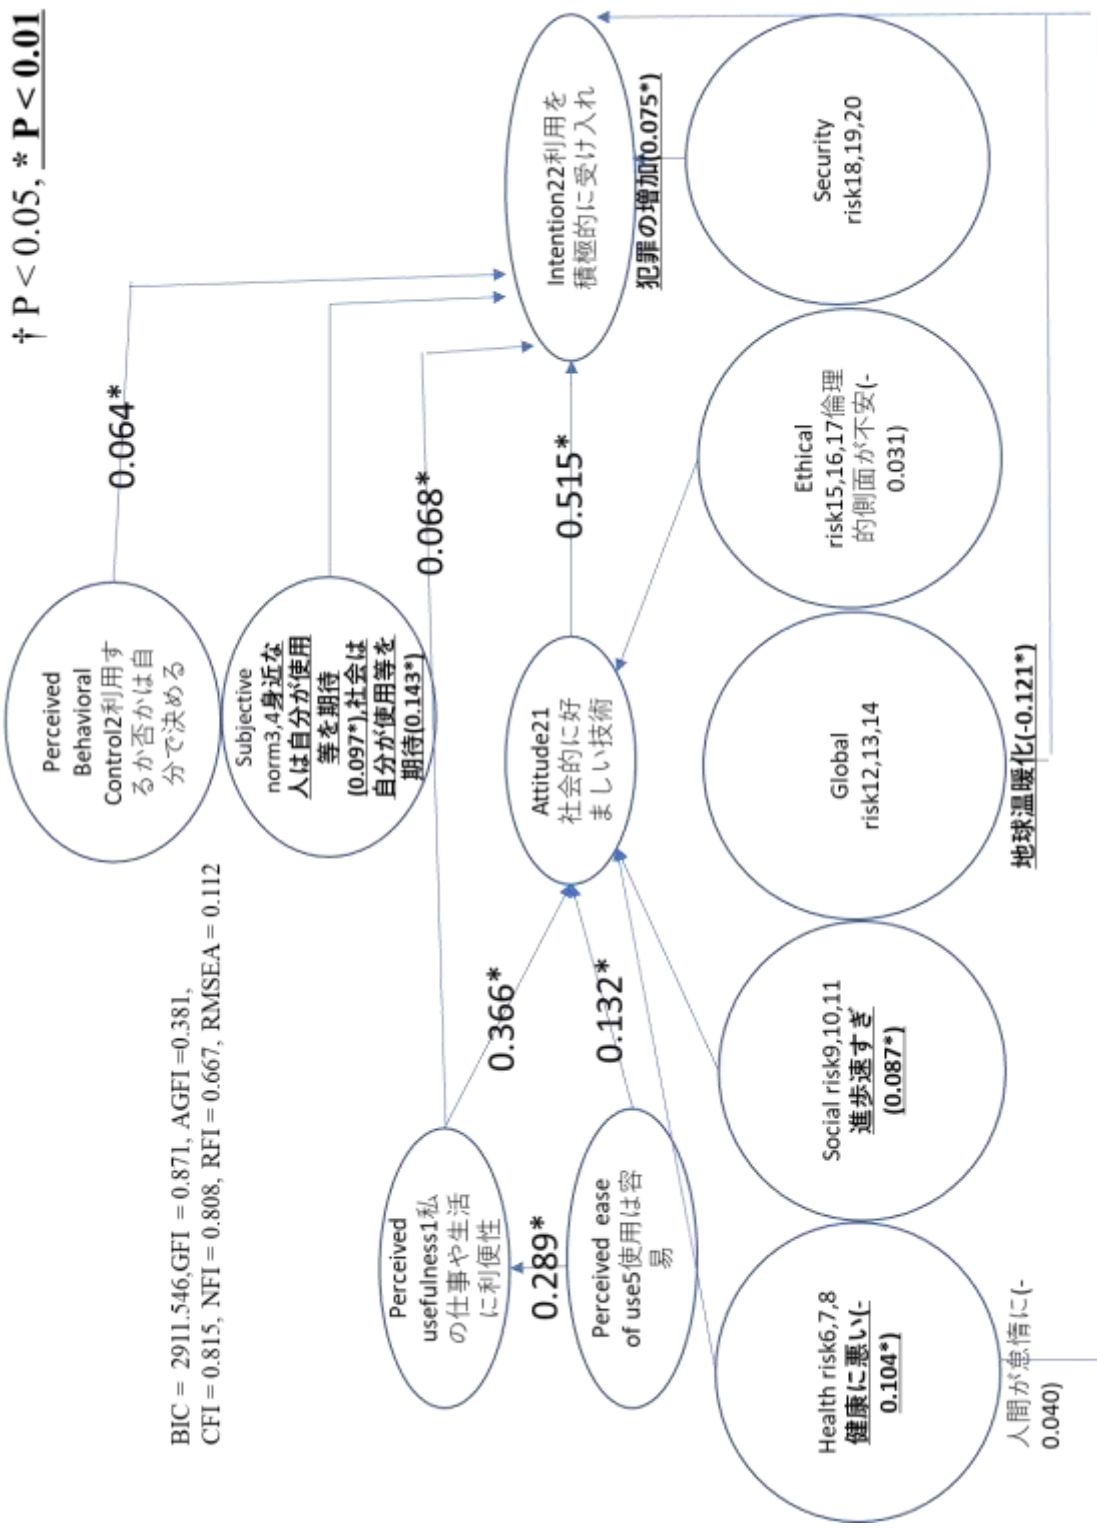 † P < 0.05, * P < 0.01
BIC = 2911.546,GFI = 0.871, AGFI =0.381,
CFI = 0.815, NFI = 0.808, RFI = 0.667, RMSEA = 0.112
Perceived
Behavioral
Control2利用す
るか否かは自
分で決める
0.064*
Subjective
norm3,4身近な
人は自分が使用
等を期待
(0.097*),社会は
自分が使用等を
期待(0.143*)
0.068*
Perceived
usefulness1私
の仕事や生活
に利便性
0.366*
0.289*
Perceived ease
of use5使用は容
易
0.132*
Attitude21
社会的に好
ましい技術
0.515*
Intention22利用を
積極的に受け入れ
犯罪の増加(0.075*)
Health risk6,7,8
健康に悪い(-
0.104*)
人間が怠惰に(-
0.040)
Social risk9,10,11
進歩速すぎ
(0.087*)
Global
risk12,13,14
地球温暖化(-0.121*)
Ethical
risk15,16,17倫理
的側面が不安(-
0.031)
Security
risk18,19,20